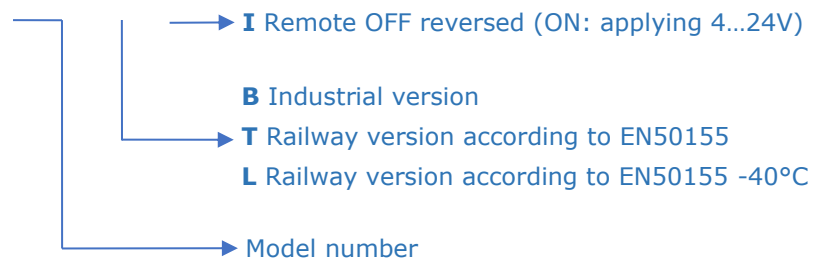 I Remote OFF reversed (ON: applying 4…24V)
B Industrial version
T Railway version according to EN50155
L Railway version according to EN50155 -40°C
Model number